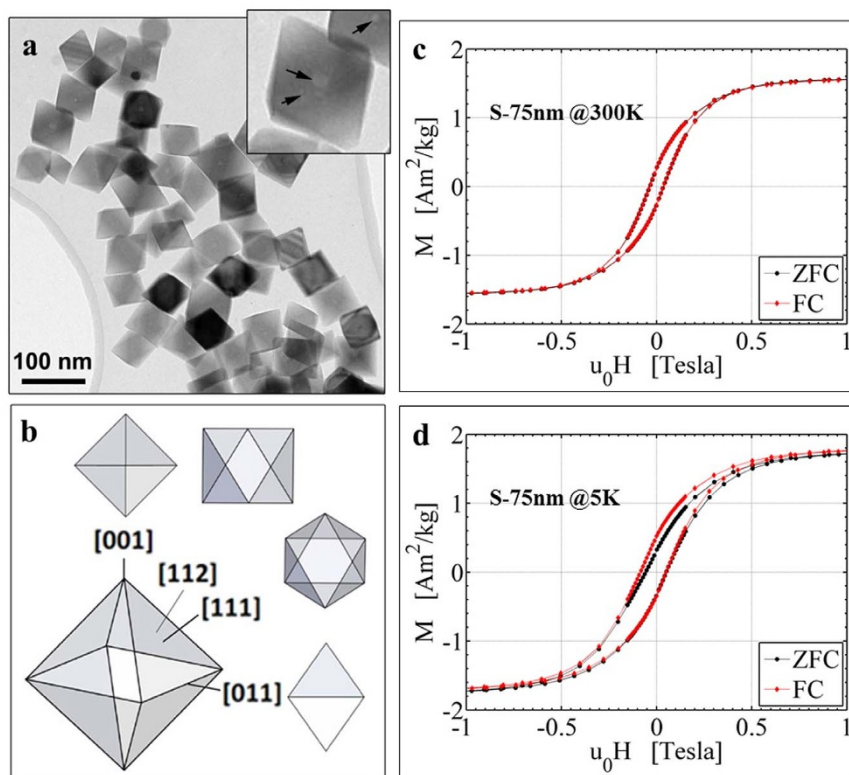 a
100 nm
b
[001]
[112]
[111]
[011]
c
S-75nm @300K
2
1
0
-1
-2
M [Am²/kg]
ZFC
FC
-1 -0.5 0 0.5 1
u₀H [Tesla]
d
S-75nm @5K
2
1
0
-1
-2
M [Am²/kg]
ZFC
FC
-1 -0.5 0 0.5 1
u₀H [Tesla]